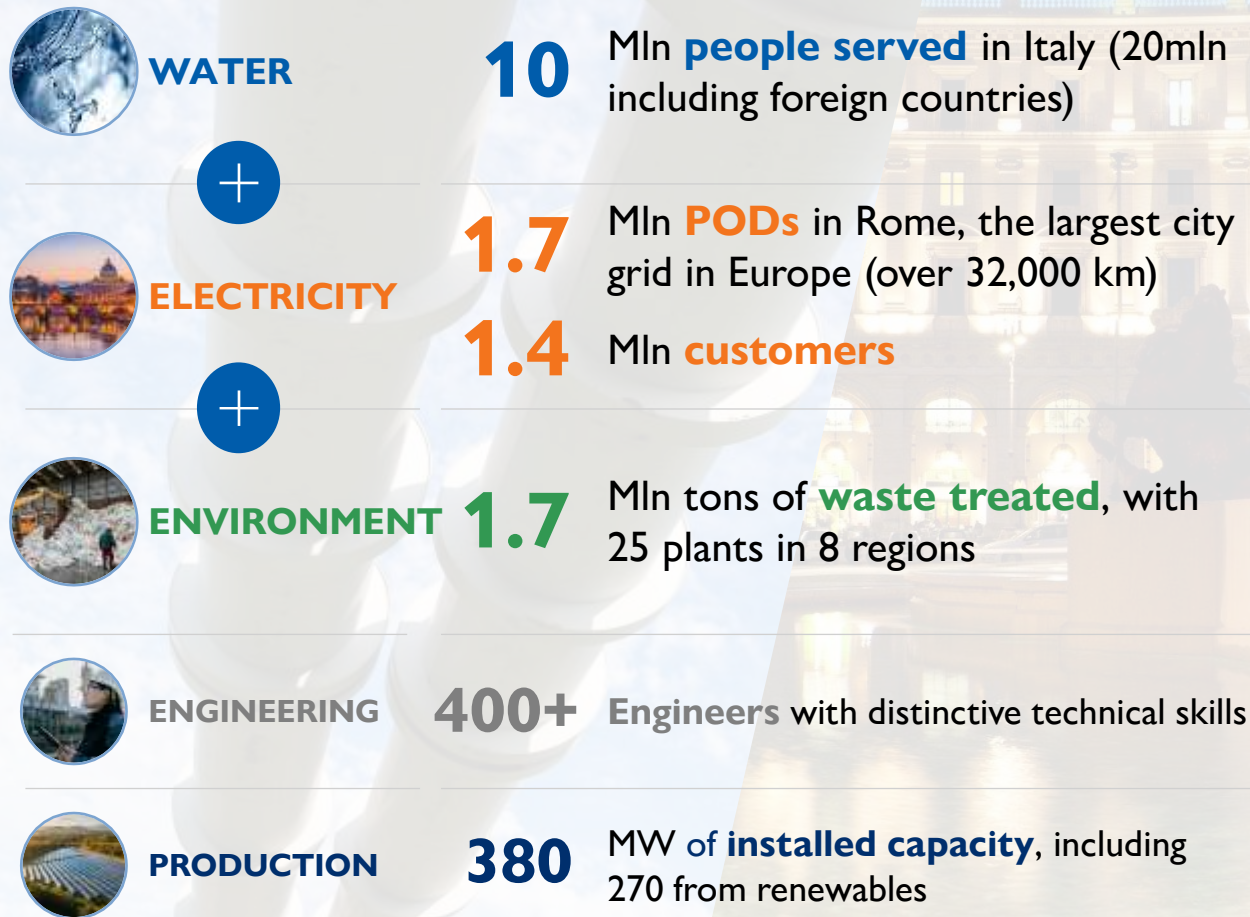 WATER
10
Mln people served in Italy (20mln
including foreign countries)
+
ELECTRICITY
1.7
Mln PODs in Rome, the largest city
grid in Europe (over 32,000 km)
1.4
Mln customers
+
ENVIRONMENT
1.7
Mln tons of waste treated, with
25 plants in 8 regions
ENGINEERING
400+
Engineers with distinctive technical skills
PRODUCTION
380
MW of installed capacity, including
270 from renewables